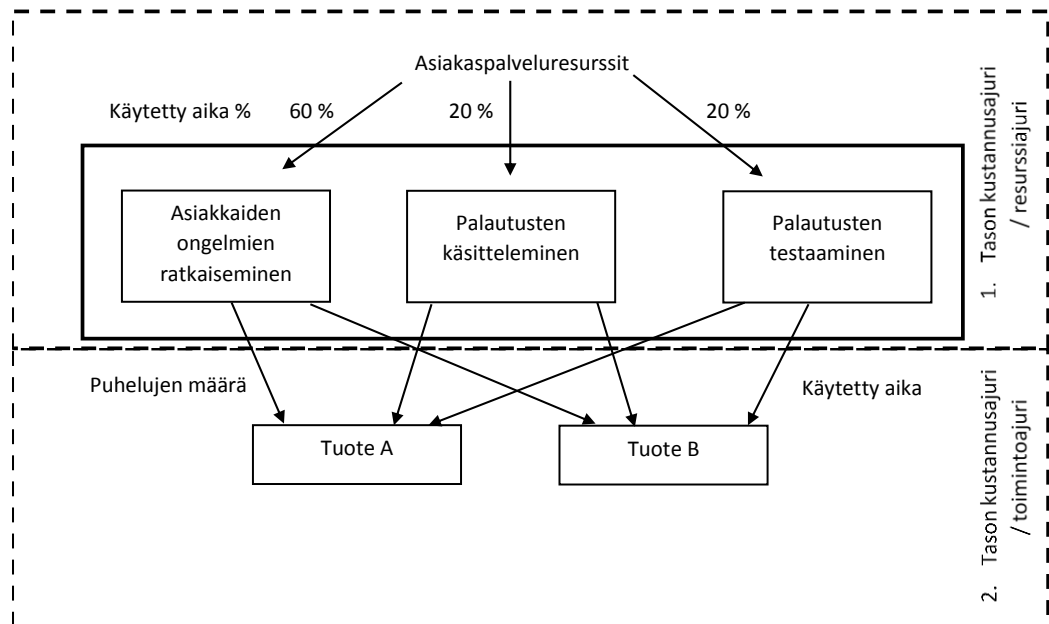 Asiakaspalveluresurssit
Käytetty aika %
60 %
20 %
20 %
Asiakkaiden
ongelmien
ratkaiseminen
Palautusten
käsitteleminen
Palautusten
testaaminen
1. Tason kustannusajuri
/ resurssiajuri
Puhelujen määrä
Käytetty aika
Tuote A
Tuote B
2. Tason kustannusajuri
/ toimintoajuri